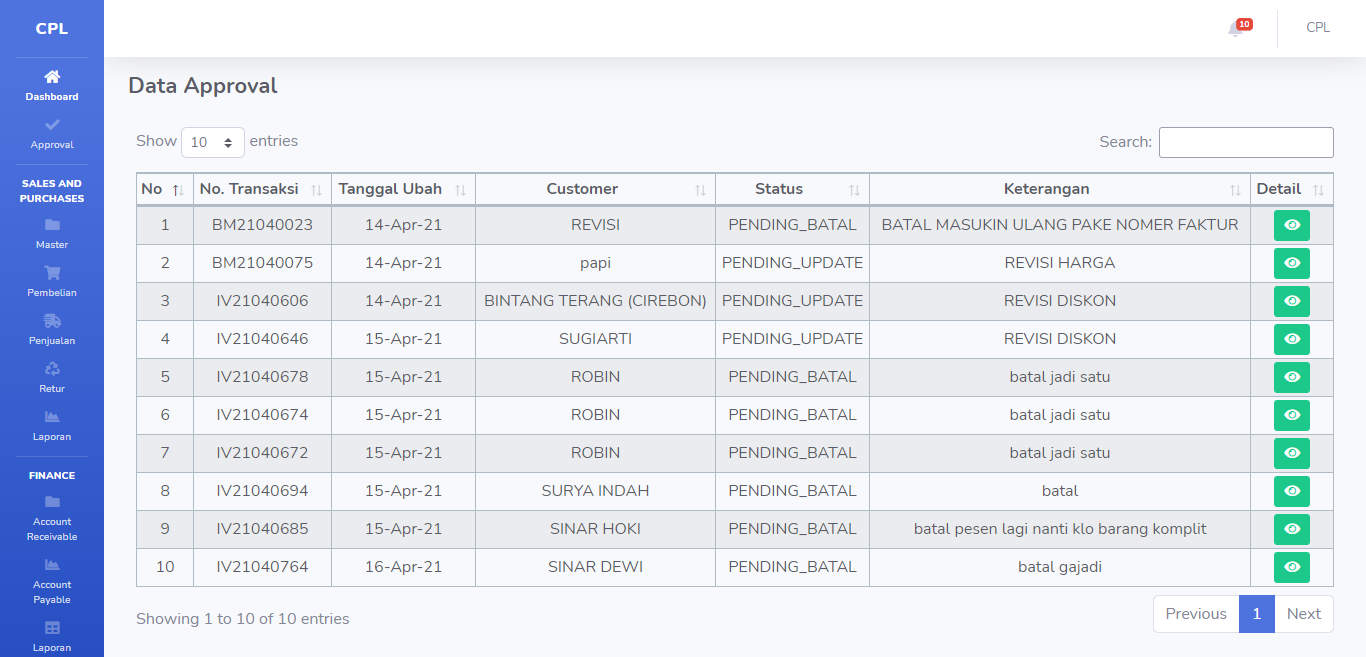 CPL
Dashboard
Approval
SALES AND
PURCHASES
Master
Pembelian
Penjualan
Retur
Laporan
FINANCE
Account
Receivable
Account
Payable
Laporan
10
CPL
Data Approval
Show 10 entries
Search:
No No. Transaksi Tanggal Ubah Customer Status Keterangan Detail
1 BM21040023 14-Apr-21 REVISI PENDING_BATAL BATAL MASUKIN ULANG PAKE NOMER FAKTUR
2 BM21040075 14-Apr-21 papi PENDING_UPDATE REVISI HARGA
3 IV21040606 14-Apr-21 BINTANG TERANG (CIREBON) PENDING_UPDATE REVISI DISKON
4 IV21040646 15-Apr-21 SUGIARTI PENDING_UPDATE REVISI DISKON
5 IV21040678 15-Apr-21 ROBIN PENDING_BATAL batal jadi satu
6 IV21040674 15-Apr-21 ROBIN PENDING_BATAL batal jadi satu
7 IV21040672 15-Apr-21 ROBIN PENDING_BATAL batal jadi satu
8 IV21040694 15-Apr-21 SURYA INDAH PENDING_BATAL batal
9 IV21040685 15-Apr-21 SINAR HOKI PENDING_BATAL batal pesen lagi nanti klo barang komplit
10 IV21040764 16-Apr-21 SINAR DEWI PENDING_BATAL batal gajadi
Showing 1 to 10 of 10 entries
Previous 1 Next